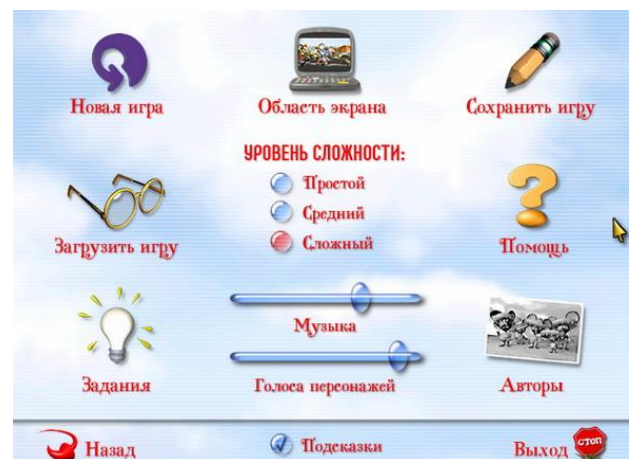 Новая игра
Область экрана
Сохранить игру
УРОВЕНЬ СЛОЖНОСТИ:
Простой
Средний
Сложный
Загрузить игру
Помощь
Музыка
Голоса персонажей
Задания
Авторы
Назад
Подсказки
Выход
СТОП